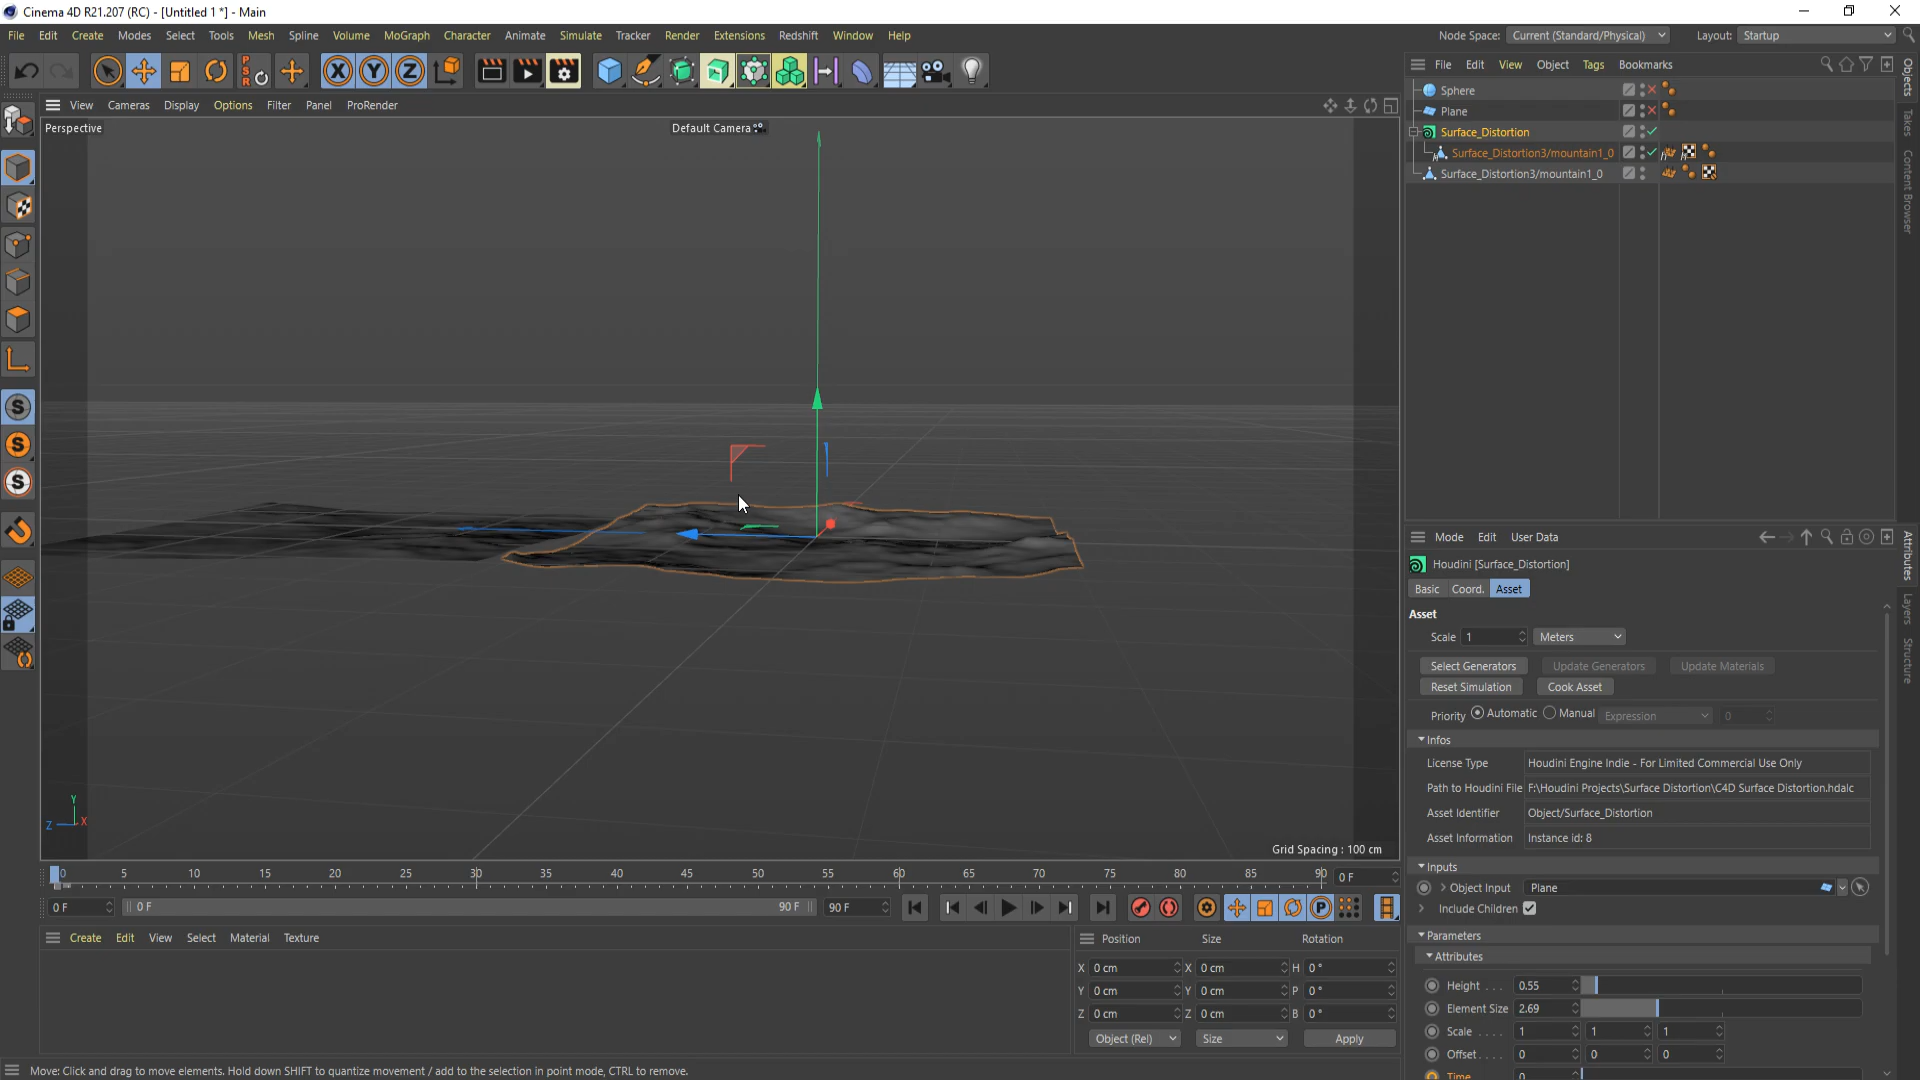 Cinema 4D R21.207 (RC) - [Untitled 1 *] - Main
File Edit Create Modes Select Tools Mesh Spline Volume MoGraph Character Animate Simulate Tracker Render Extensions Redshift Window Help
Node Space: Current (Standard/Physical) Layout: Startup
View Cameras Display Options Filter Panel ProRender
Perspective
Default Camera
File Edit View Object Tags Bookmarks
Sphere
Plane
Surface_Distortion
Surface_Distortion3/mountain1_0
Surface_Distortion3/mountain1_0
Objects
Takes
Content Browser
Mode Edit User Data
Houdini [Surface_Distortion]
Basic Coord. Asset
Asset
Scale 1 Meters
Select Generators Update Generators Update Materials
Reset Simulation Cook Asset
Priority Automatic Manual Expression 0
Infos
License Type Houdini Engine Indie - For Limited Commercial Use Only
Path to Houdini File F:\Houdini Projects\Surface Distortion\C4D Surface Distortion.hdalc
Asset Identifier Object/Surface_Distortion
Asset Information Instance id: 8
Inputs
Object Input Plane
Include Children
Parameters
Attributes
Height . . . 0.55
Element Size 2.69
Scale . . . . 1 1 1
Offset. . . . 0 0 0
Time 0
Attributes
Layers
Structure
Y
Z X
Grid Spacing : 100 cm
0 5 10 15 20 25 30 35 40 45 50 55 60 65 70 75 80 85 90 0 F
0 F 0 F 90 F 90 F
Create Edit View Select Material Texture
Position Size Rotation
X 0 cm X 0 cm H 0 °
Y 0 cm Y 0 cm P 0 °
Z 0 cm Z 0 cm B 0 °
Object (Rel) Size Apply
Move: Click and drag to move elements. Hold down SHIFT to quantize movement / add to the selection in point mode, CTRL to remove.